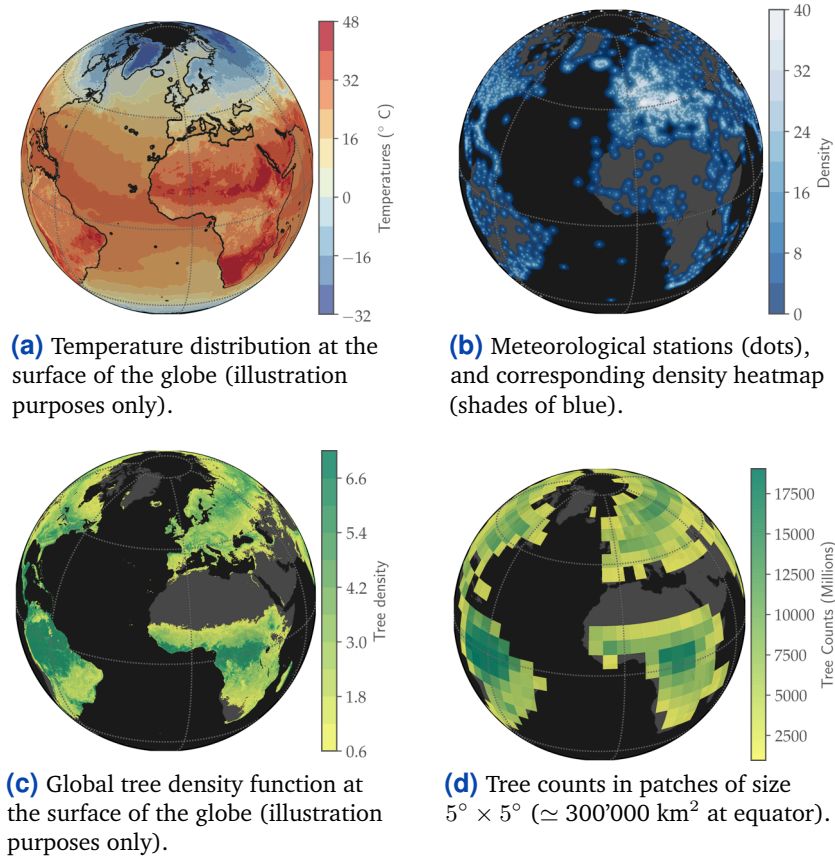 48
32
16
0
−16
−32
Temperatures (° C)
40
32
24
16
8
0
Density
(a) Temperature distribution at the
surface of the globe (illustration
purposes only).
(b) Meteorological stations (dots),
and corresponding density heatmap
(shades of blue).
6.6
5.4
4.2
3.0
1.8
0.6
Tree density
17500
15000
12500
10000
7500
5000
2500
Tree Counts (Millions)
(c) Global tree density function at
the surface of the globe (illustration
purposes only).
(d) Tree counts in patches of size
5° × 5° (≃ 300'000 km² at equator).